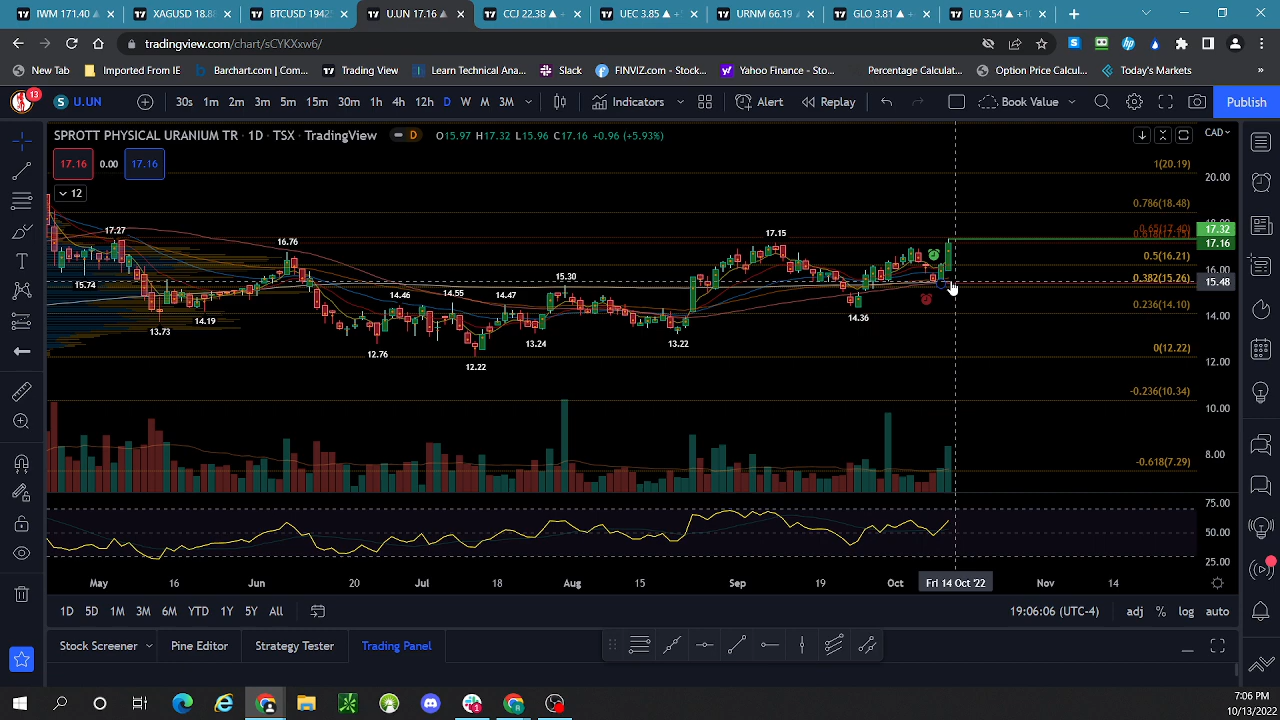 IWM 171.40
XAGUSD 18.88
BTCUSD 1942
U.UN 17.16
CCJ 22.38
UEC 3.85
URNM 66.19
GLO 3.81
EU 3.54
tradingview.com/chart/sCYKXxw6/
New Tab
Imported From IE
Barchart.com | Com...
Trading View
Learn Technical Ana...
Slack
FINVIZ.com - Stock...
Yahoo Finance - Sto...
Percentage Calculat...
Option Price Calcul...
Today's Markets
13
S U.UN
30s 1m 2m 3m 5m 15m 30m 1h 4h 12h D W M 3M
Indicators
Alert
Replay
Book Value
Publish
SPROTT PHYSICAL URANIUM TR · 1D · TSX · TradingView
D
O15.97 H17.32 L15.96 C17.16 +0.96 (+5.93%)
CAD
17.16 0.00 17.16
12
1(20.19)
20.00
0.786(18.48)
18.00
0.65(17.40)
0.618(17.15)
17.32
17.16
0.5(16.21)
16.00
0.382(15.26)
15.48
0.236(14.10)
14.00
0(12.22)
12.00
-0.236(10.34)
10.00
8.00
-0.618(7.29)
75.00
50.00
25.00
17.27
15.74
13.73
14.19
16.76
14.46
12.76
14.55
12.22
14.47
13.24
15.30
13.22
17.15
14.36
May 16 Jun 20 Jul 18 Aug 15 Sep 19 Oct Fri 14 Oct '22 Nov 14
1D 5D 1M 3M 6M YTD 1Y 5Y All
19:06:06 (UTC-4)
adj % log auto
Stock Screener
Pine Editor
Strategy Tester
Trading Panel
7:06 PM
10/13/2022